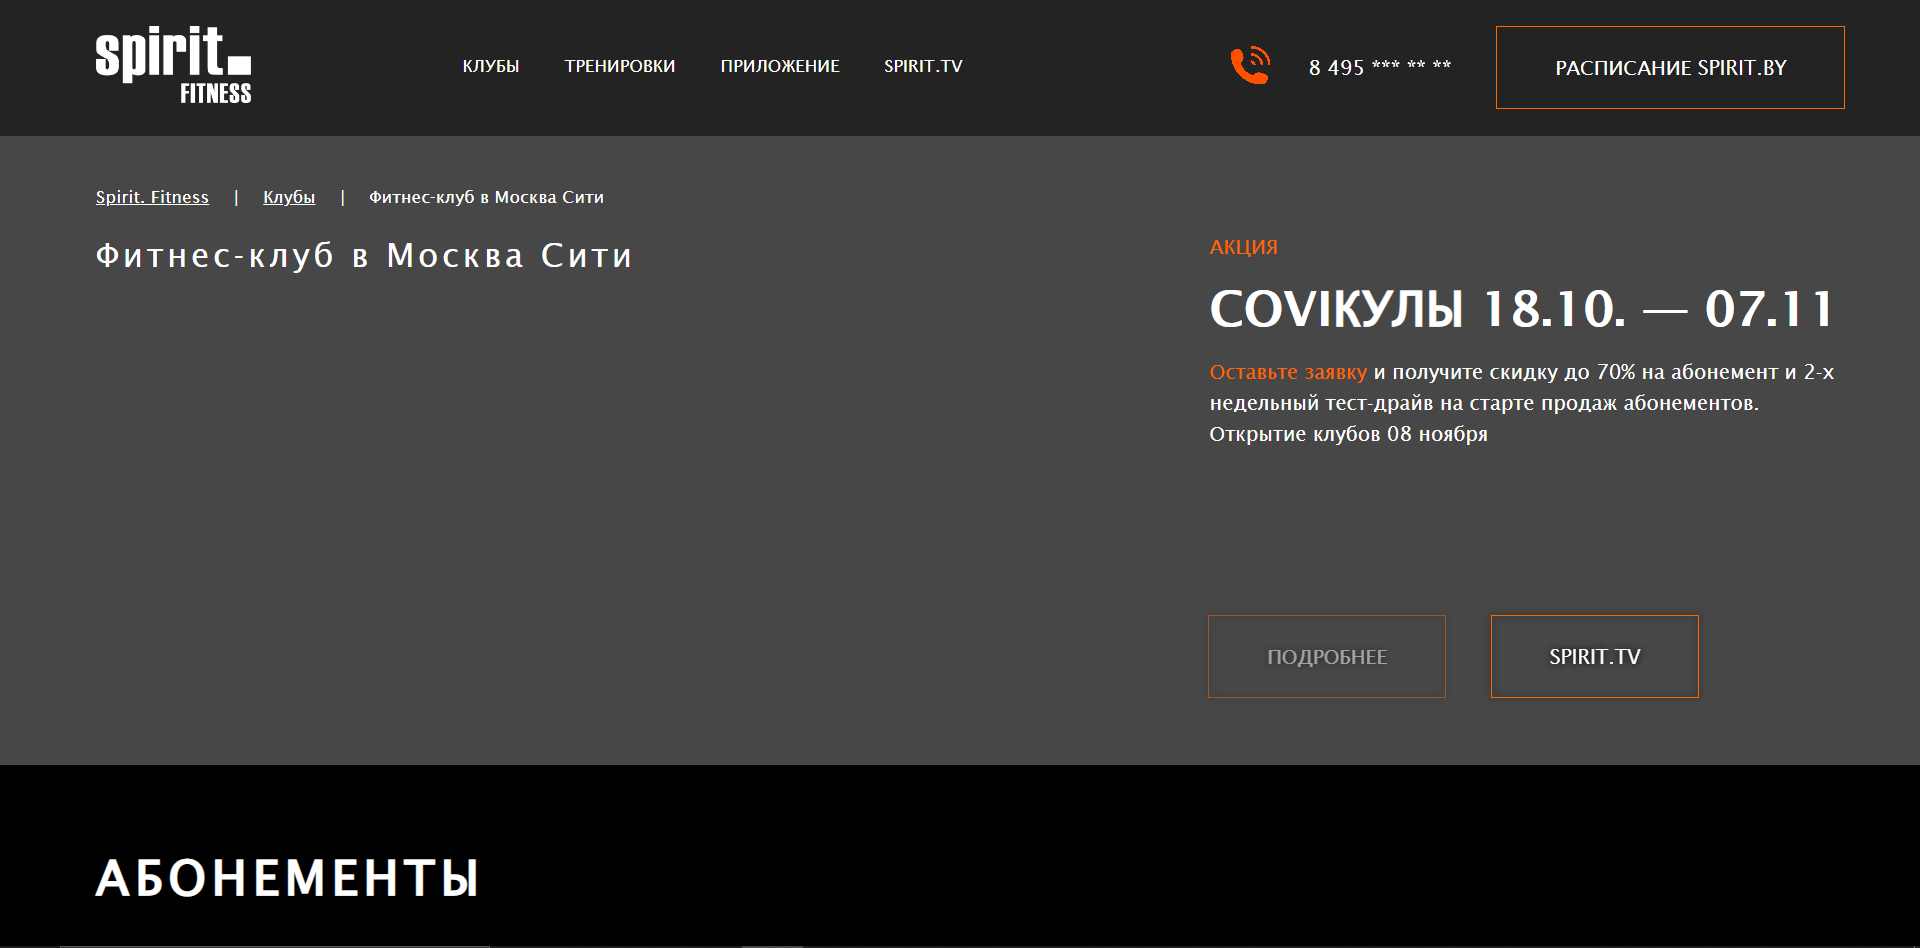 spirit.
FITNESS
КЛУБЫ
ТРЕНИРОВКИ
ПРИЛОЖЕНИЕ
SPIRIT.TV
8 495 *** ** **
РАСПИСАНИЕ SPIRIT.BY
Spirit. Fitness | Клубы | Фитнес-клуб в Москва Сити
Фитнес-клуб в Москва Сити
АКЦИЯ
COVIКУЛЫ 18.10. — 07.11
Оставьте заявку и получите скидку до 70% на абонемент и 2-х
недельный тест-драйв на старте продаж абонементов.
Открытие клубов 08 ноября
ПОДРОБНЕЕ
SPIRIT.TV
АБОНЕМЕНТЫ